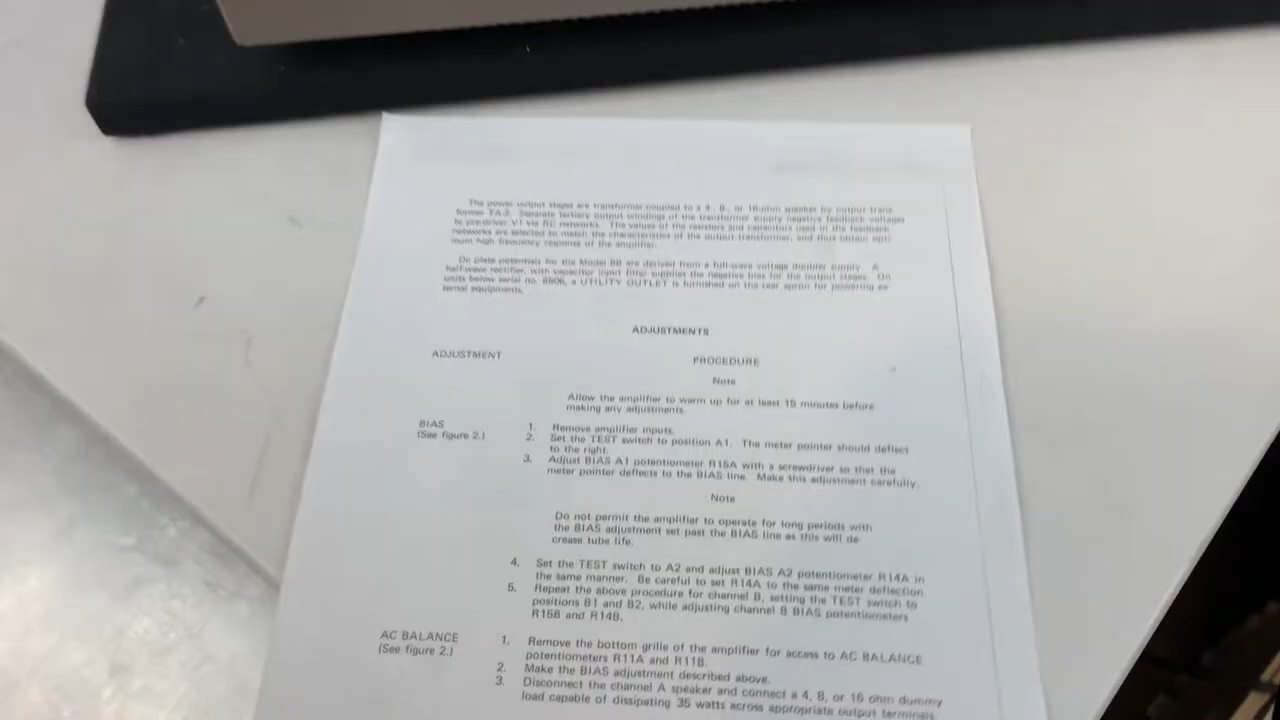 The power output stages are transformer coupled to a 4, 8, or 16-ohm speaker by output trans-
former TA-2. Separate tertiary output windings of the transformer supply negative feedback voltages
to pre-driver V1 via RC networks. The values of the resistors and capacitors used in the feedback
networks are selected to match the characteristics of the output transformer, and thus obtain opti-
mum high frequency response of the amplifier.
Dc plate potentials for the Model 8B are derived from a full-wave voltage doubler supply. A
half-wave rectifier, with capacitor input filter supplies the negative bias for the output stages. On
units below serial no. 8506, a UTILITY OUTLET is furnished on the rear apron for powering ex-
ternal equipments.
ADJUSTMENTS
ADJUSTMENT PROCEDURE
Note
Allow the amplifier to warm up for at least 15 minutes before
making any adjustments.
BIAS 1. Remove amplifier inputs.
(See figure 2.) 2. Set the TEST switch to position A1. The meter pointer should deflect
to the right.
3. Adjust BIAS A1 potentiometer R15A with a screwdriver so that the
meter pointer deflects to the BIAS line. Make this adjustment carefully.
Note
Do not permit the amplifier to operate for long periods with
the BIAS adjustment set past the BIAS line as this will de-
crease tube life.
4. Set the TEST switch to A2 and adjust BIAS A2 potentiometer R14A in
the same manner. Be careful to set R14A to the same meter deflection.
5. Repeat the above procedure for channel B, setting the TEST switch to
positions B1 and B2, while adjusting channel B BIAS potentiometers
R15B and R14B.
AC BALANCE 1. Remove the bottom grille of the amplifier for access to AC BALANCE
(See figure 2.) potentiometers R11A and R11B.
2. Make the BIAS adjustment described above.
3. Disconnect the channel A speaker and connect a 4, 8, or 16 ohm dummy
load capable of dissipating 35 watts across appropriate output terminals.